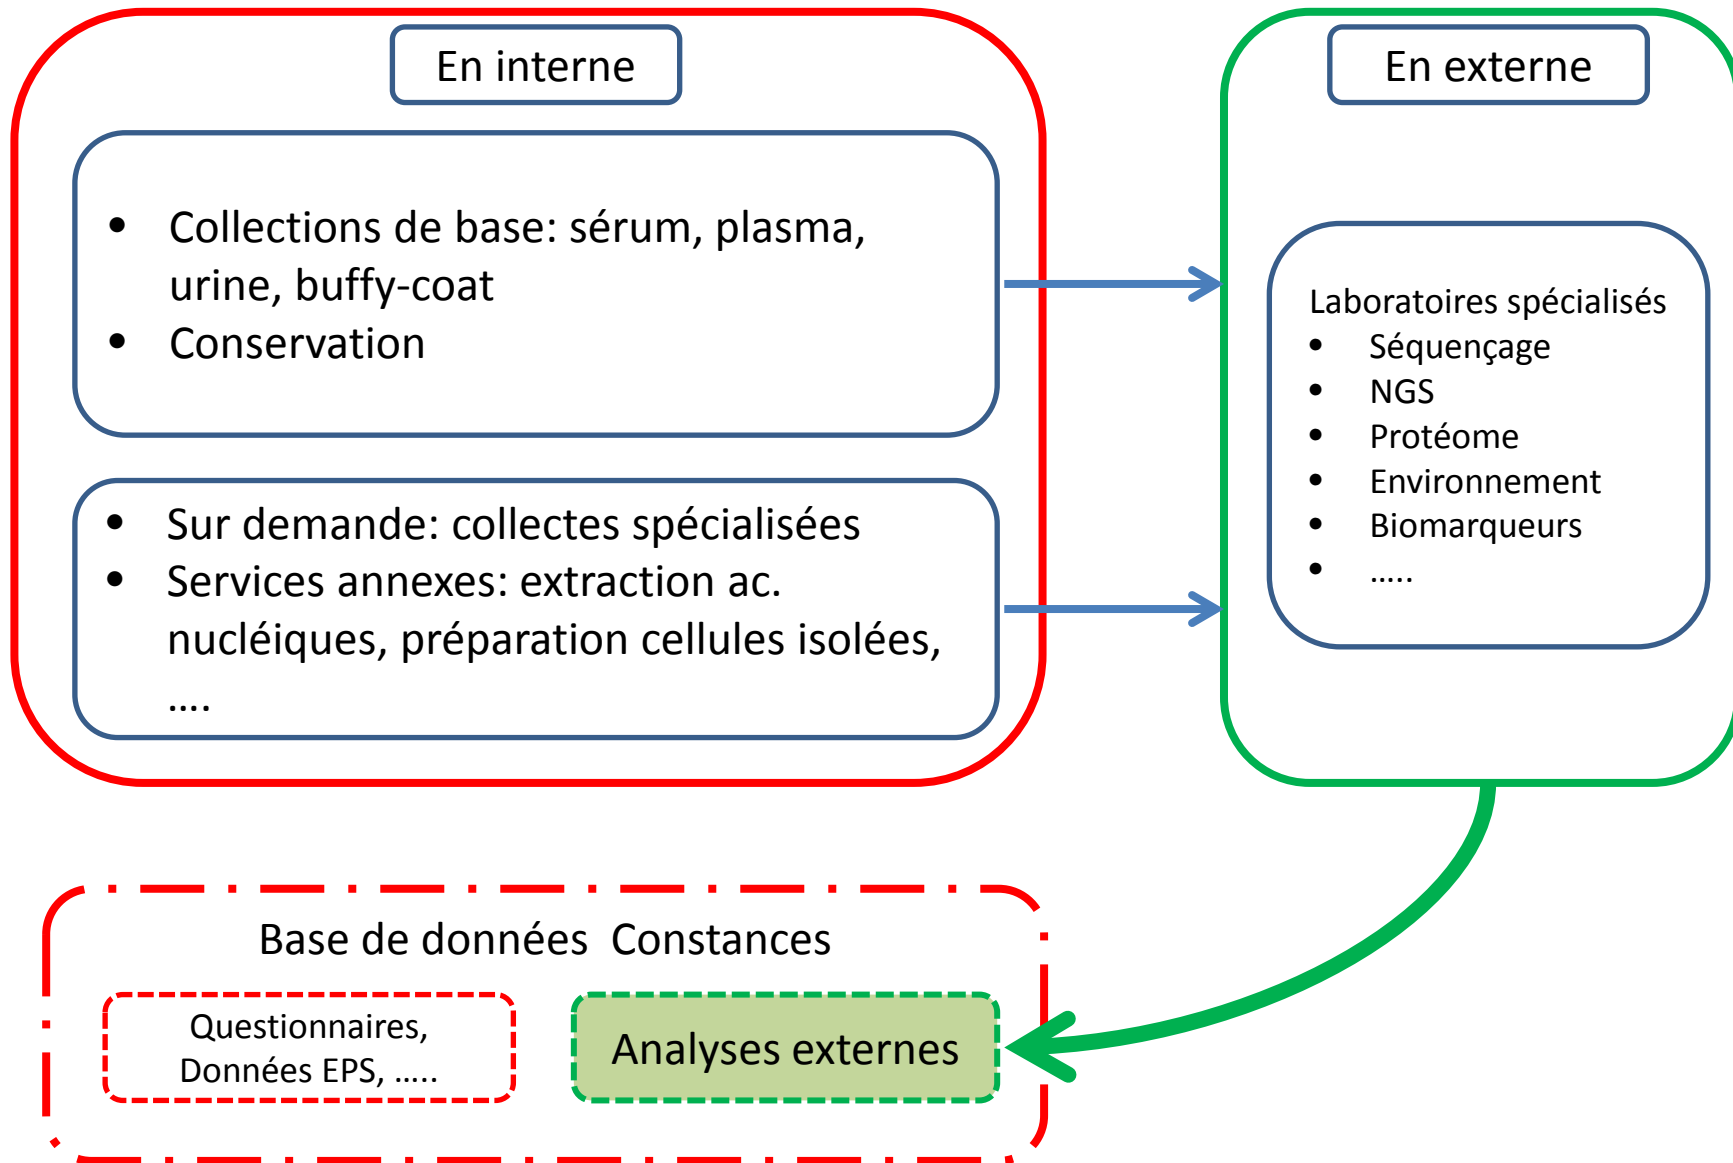 En interne
• Collections de base: sérum, plasma,
urine, buffy-coat
• Conservation
• Sur demande: collectes spécialisées
• Services annexes: extraction ac.
nucléiques, préparation cellules isolées,
....
En externe
Laboratoires spécialisés
• Séquençage
• NGS
• Protéome
• Environnement
• Biomarqueurs
• .....
Base de données Constances
Questionnaires,
Données EPS, .....
Analyses externes